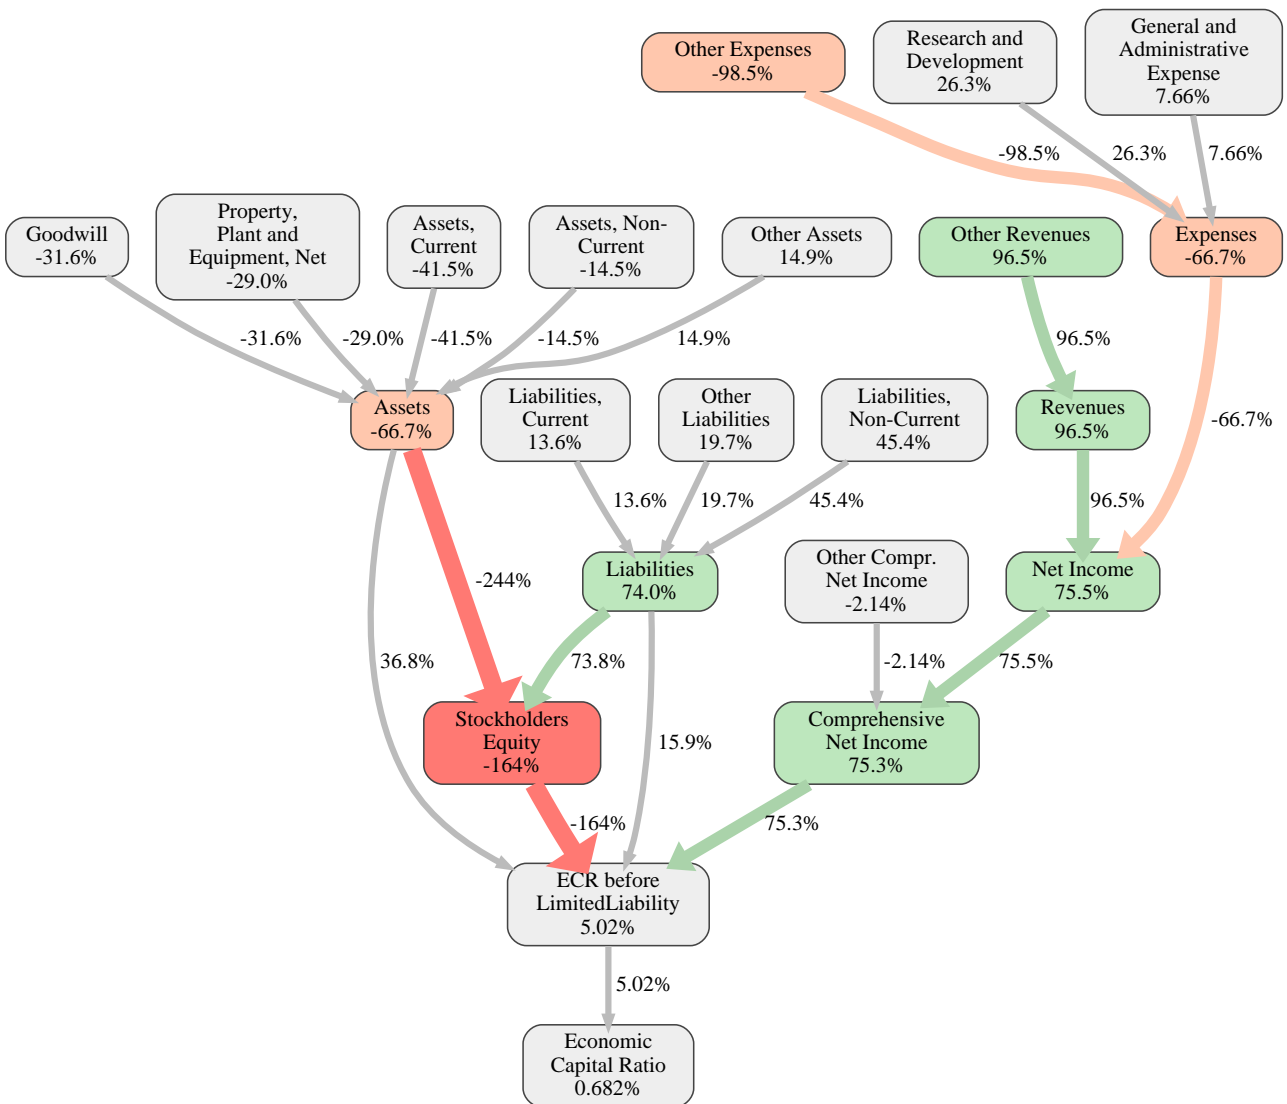 Other Expenses
-98.5%
Research and
Development
26.3%
General and
Administrative
Expense
7.66%
-98.5%
26.3%
7.66%
Goodwill
-31.6%
Property,
Plant and
Equipment, Net
-29.0%
Assets,
Current
-41.5%
Assets, Non-
Current
-14.5%
Other Assets
14.9%
Other Revenues
96.5%
Expenses
-66.7%
-31.6%
-29.0%
-41.5%
-14.5%
14.9%
96.5%
-66.7%
Assets
-66.7%
Liabilities,
Current
13.6%
Other
Liabilities
19.7%
Liabilities,
Non-Current
45.4%
Revenues
96.5%
13.6%
19.7%
45.4%
96.5%
Liabilities
74.0%
Other Compr.
Net Income
-2.14%
Net Income
75.5%
-244%
36.8%
73.8%
-2.14%
75.5%
Stockholders
Equity
-164%
15.9%
Comprehensive
Net Income
75.3%
-164%
75.3%
ECR before
LimitedLiability
5.02%
5.02%
Economic
Capital Ratio
0.682%